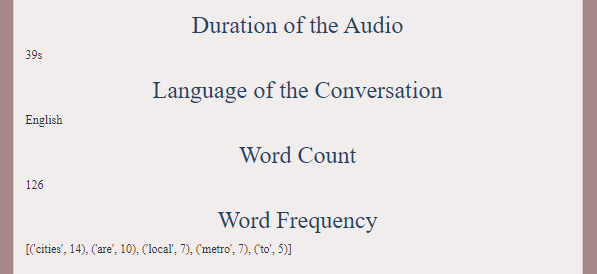 Duration of the Audio
39s
Language of the Conversation
English
Word Count
126
Word Frequency
[('cities', 14), ('are', 10), ('local', 7), ('metro', 7), ('to', 5)]